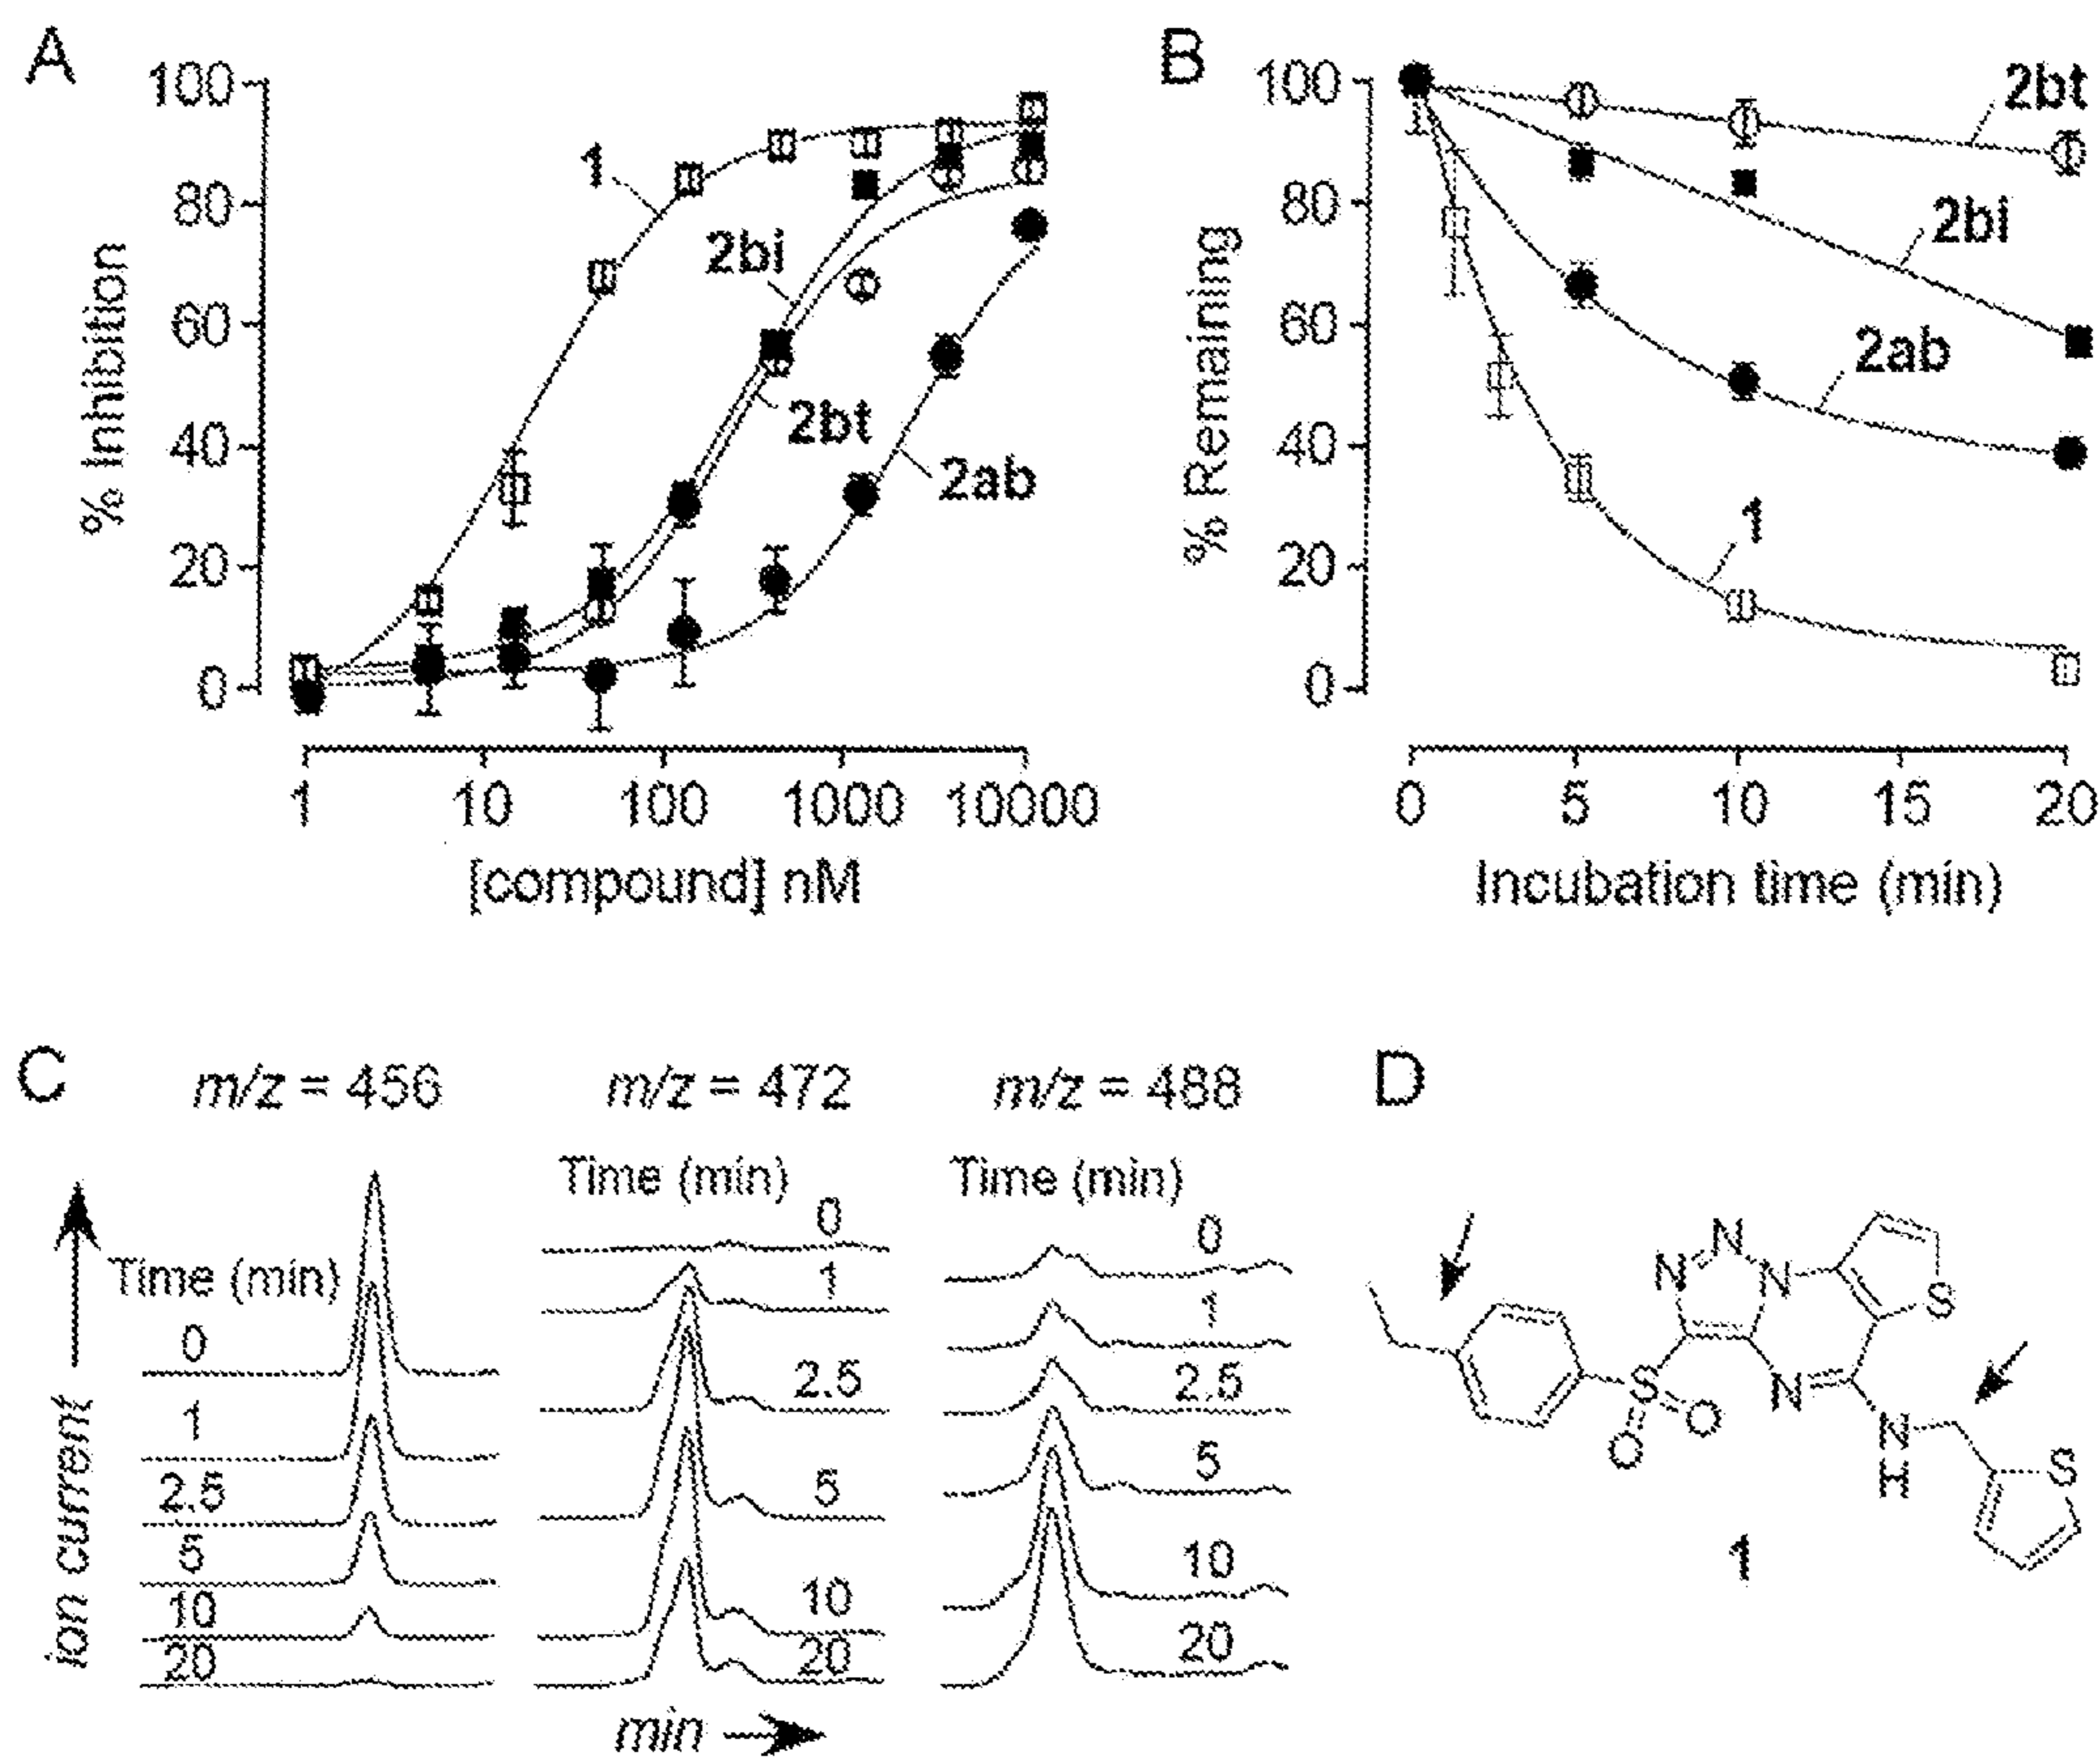 A
100
80
60
40
20
0
% Inhibition
1
2bi
2bt
2ab
1 10 100 1000 10000
[compound] nM
B
100
80
60
40
20
0
% Remaining
2bt
2bi
2ab
1
0 5 10 15 20
Incubation time (min)
C
m/z = 456
m/z = 472
m/z = 488
ion current
Time (min)
0
1
2.5
5
10
20
Time (min)
0
1
2.5
5
10
20
Time (min)
0
1
2.5
5
10
20
min
D
N
N
N
S
S
O
O
N
N
H
S
1